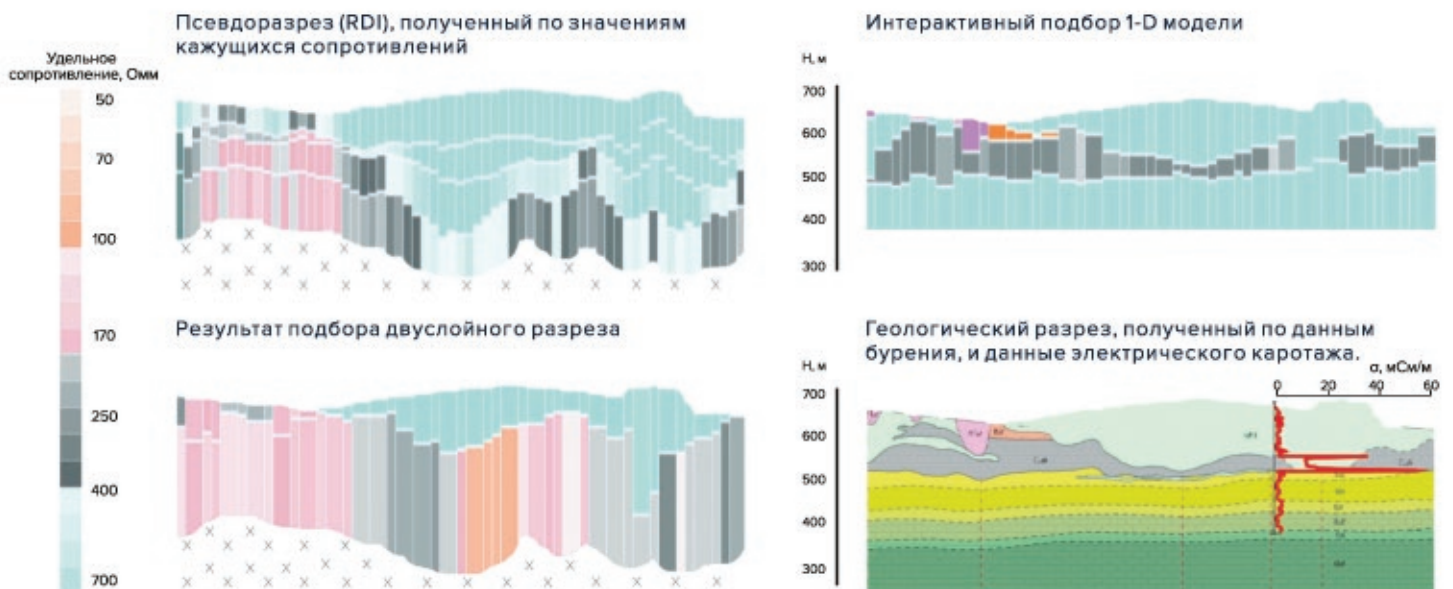 Псевдоразрез (RDI), полученный по значениям
кажущихся сопротивлений
Удельное
сопротивление, Омм
50
70
100
170
250
400
700
Интерактивный подбор 1-D модели
Н, м
700
600
500
400
300
Результат подбора двуслойного разреза
Геологический разрез, полученный по данным
бурения, и данные электрического каротажа.
Н, м
700
600
500
400
300
σ, мСм/м
0 20 40 60